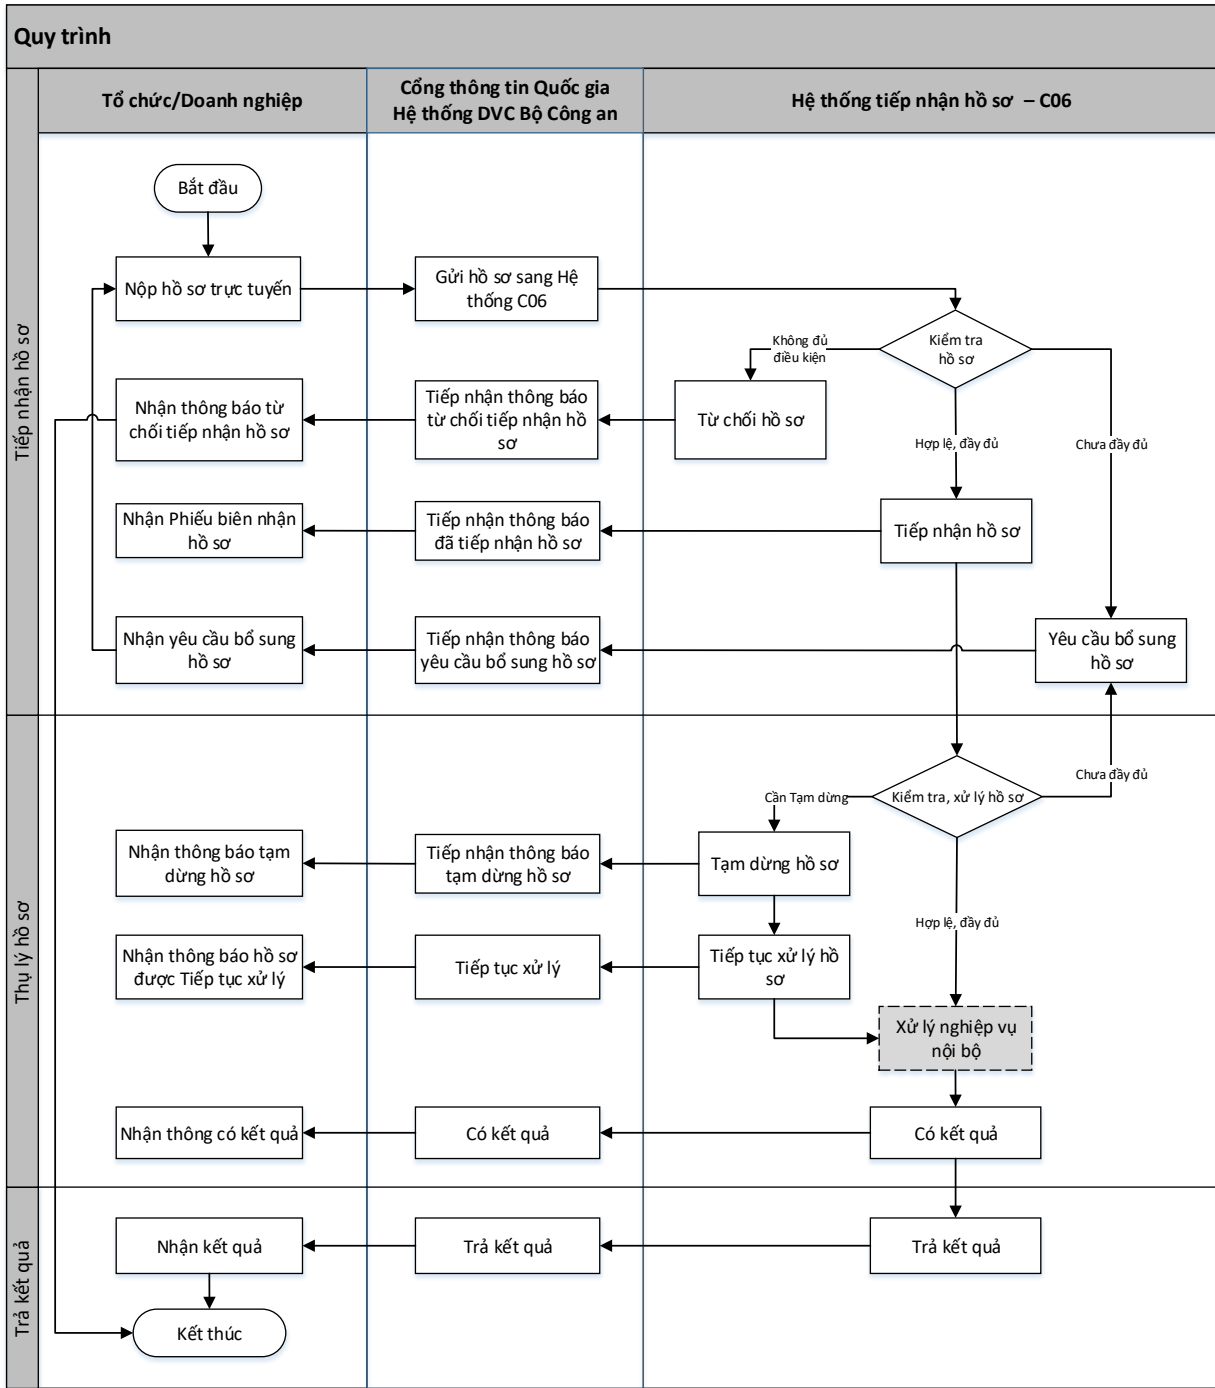 Quy trình
Tổ chức/Doanh nghiệp
Cổng thông tin Quốc gia
Hệ thống DVC Bộ Công an
Hệ thống tiếp nhận hồ sơ – C06
Tiếp nhận hồ sơ
Bắt đầu
Nộp hồ sơ trực tuyến
Gửi hồ sơ sang Hệ
thống C06
Kiểm tra
hồ sơ
Không đủ
điều kiện
Nhận thông báo từ
chối tiếp nhận hồ sơ
Tiếp nhận thông báo
từ chối tiếp nhận hồ
sơ
Từ chối hồ sơ
Hợp lệ, đầy đủ
Chưa đầy đủ
Nhận Phiếu biên nhận
hồ sơ
Tiếp nhận thông báo
đã tiếp nhận hồ sơ
Tiếp nhận hồ sơ
Nhận yêu cầu bổ sung
hồ sơ
Tiếp nhận thông báo
yêu cầu bổ sung hồ sơ
Yêu cầu bổ sung
hồ sơ
Thụ lý hồ sơ
Kiểm tra, xử lý hồ sơ
Chưa đầy đủ
Cần Tạm dừng
Nhận thông báo tạm
dừng hồ sơ
Tiếp nhận thông báo
tạm dừng hồ sơ
Tạm dừng hồ sơ
Hợp lệ, đầy đủ
Nhận thông báo hồ sơ
được Tiếp tục xử lý
Tiếp tục xử lý
Tiếp tục xử lý hồ
sơ
Xử lý nghiệp vụ
nội bộ
Nhận thông có kết quả
Có kết quả
Có kết quả
Trả kết quả
Nhận kết quả
Trả kết quả
Trả kết quả
Kết thúc